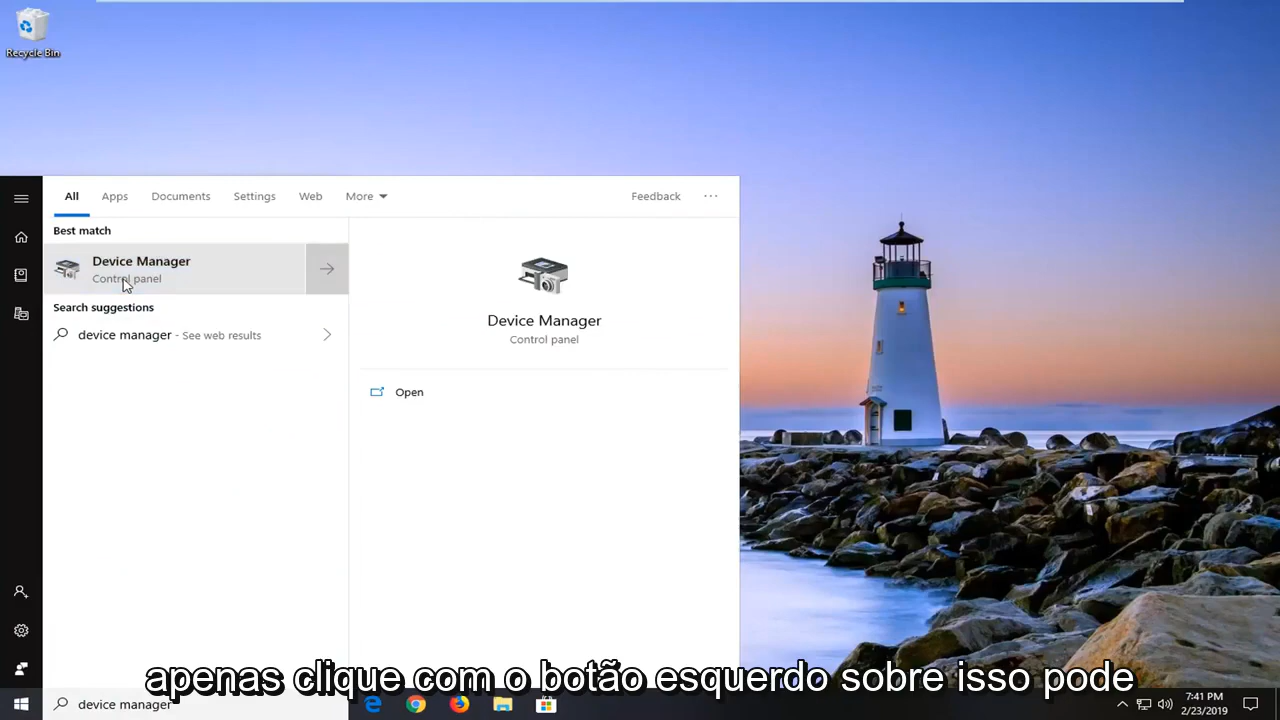 Recycle Bin
All Apps Documents Settings Web More Feedback ...
Best match
Device Manager
Control panel
Search suggestions
device manager - See web results
Device Manager
Control panel
Open
apenas clique com o botão esquerdo sobre isso pode
device manager
7:41 PM
2/23/2019